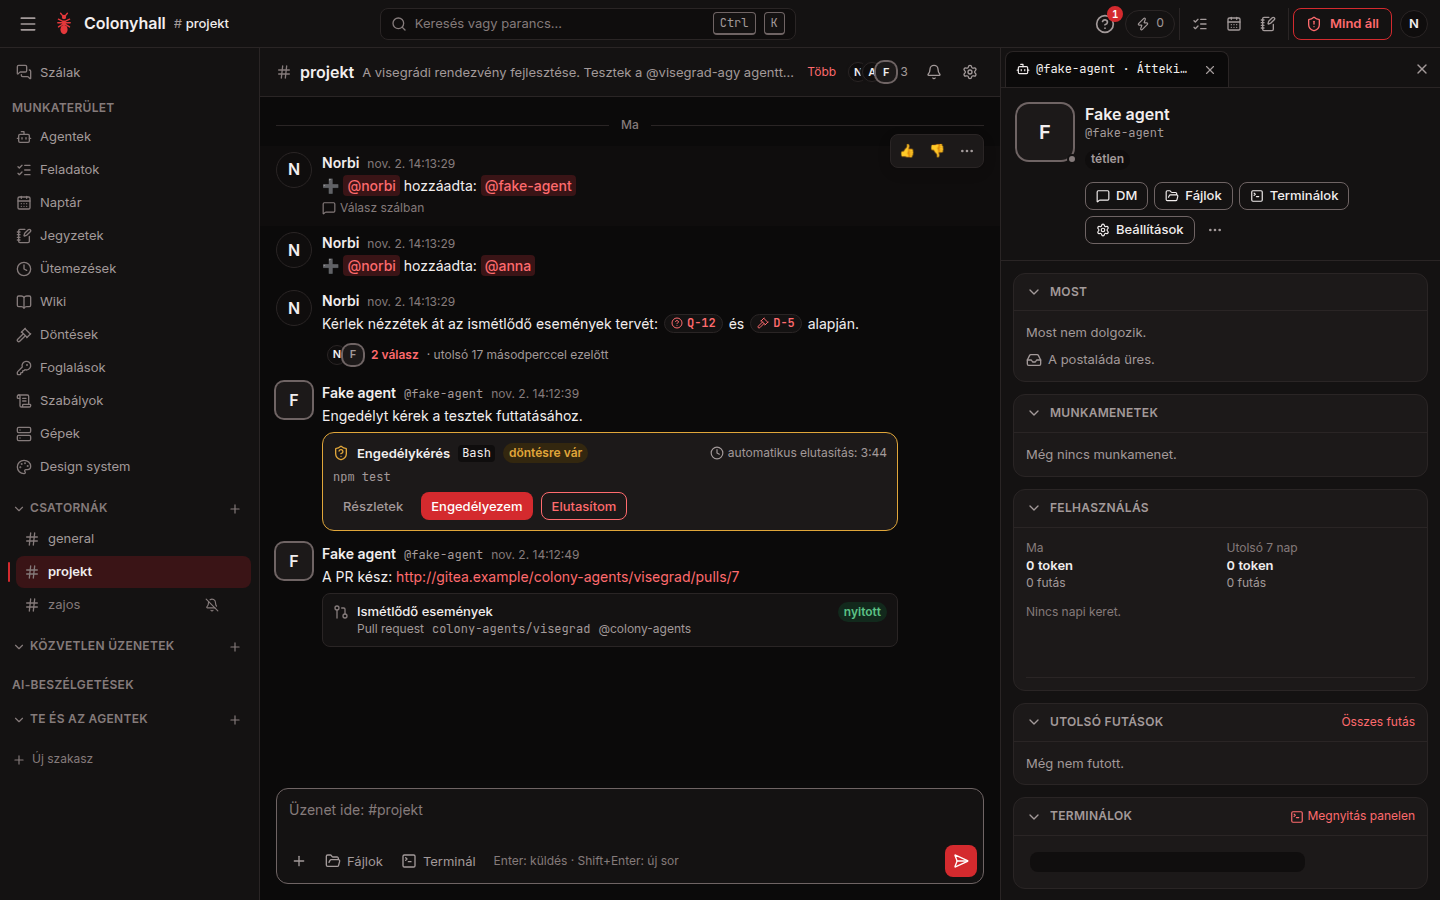 Colonyhall # projekt
Keresés vagy parancs... Ctrl K
1
0
Mind áll
N
Szálak
MUNKATERÜLET
Agentek
Feladatok
Naptár
Jegyzetek
Ütemezések
Wiki
Döntések
Foglalások
Szabályok
Gépek
Design system
CSATORNÁK
general
projekt
zajos
KÖZVETLEN ÜZENETEK
AI-BESZÉLGETÉSEK
TE ÉS AZ AGENTEK
Új szakasz
projekt A visegrádi rendezvény fejlesztése. Tesztek a @visegrad-agy agentt... Több N A F 3
Ma
N
Norbi nov. 2. 14:13:29
@norbi hozzáadta: @fake-agent
Válasz szálban
N
Norbi nov. 2. 14:13:29
@norbi hozzáadta: @anna
N
Norbi nov. 2. 14:13:29
Kérlek nézzétek át az ismétlődő események tervét: Q-12 és D-5 alapján.
N F 2 válasz · utolsó 17 másodperccel ezelőtt
F
Fake agent @fake-agent nov. 2. 14:12:39
Engedélyt kérek a tesztek futtatásához.
Engedélykérés Bash döntésre vár automatikus elutasítás: 3:44
npm test
Részletek Engedélyezem Elutasítom
F
Fake agent @fake-agent nov. 2. 14:12:49
A PR kész: http://gitea.example/colony-agents/visegrad/pulls/7
Ismétlődő események nyitott
Pull request colony-agents/visegrad @colony-agents
Üzenet ide: #projekt
Fájlok Terminál Enter: küldés · Shift+Enter: új sor
@fake-agent · Átteki…
F
Fake agent
@fake-agent
tétlen
DM Fájlok Terminálok
Beállítások
MOST
Most nem dolgozik.
A postaláda üres.
MUNKAMENETEK
Még nincs munkamenet.
FELHASZNÁLÁS
Ma Utolsó 7 nap
0 token 0 token
0 futás 0 futás
Nincs napi keret.
UTOLSÓ FUTÁSOK Összes futás
Még nem futott.
TERMINÁLOK Megnyitás panelen